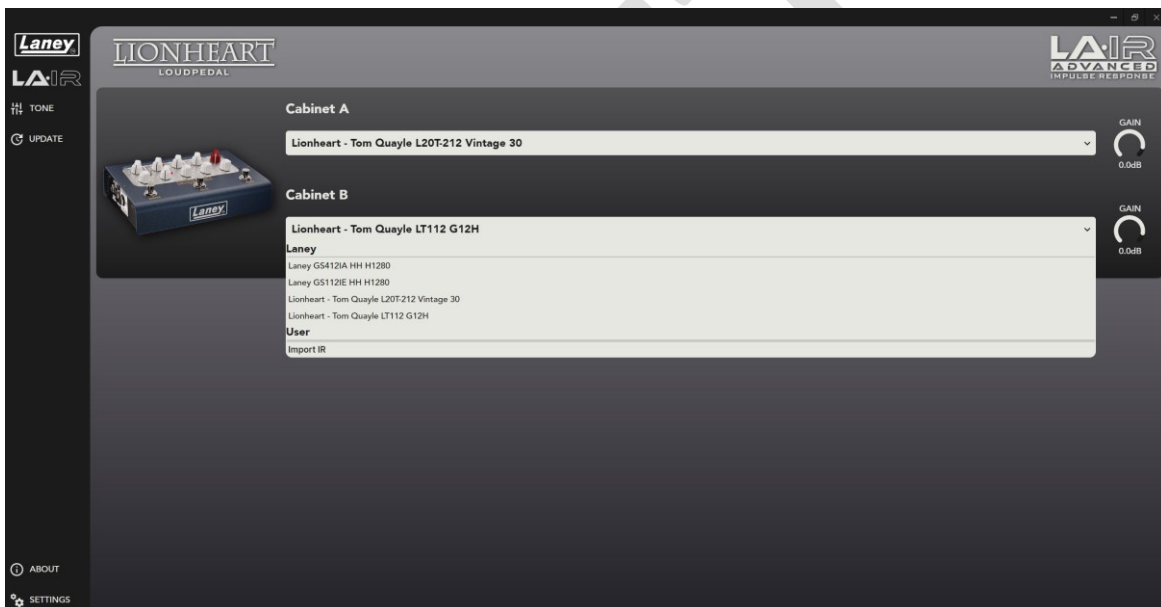 Laney
LA·IR
TONE
UPDATE
ABOUT
SETTINGS
LIONHEART
LOUDPEDAL
LA·IR
ADVANCED
IMPULSE RESPONSE
Laney
Cabinet A
Lionheart - Tom Quayle L20T-212 Vintage 30
GAIN
0.0dB
Cabinet B
Lionheart - Tom Quayle LT112 G12H
GAIN
0.0dB
Laney
Laney GS412IA HH H1280
Laney GS112IE HH H1280
Lionheart - Tom Quayle L20T-212 Vintage 30
Lionheart - Tom Quayle LT112 G12H
User
Import IR